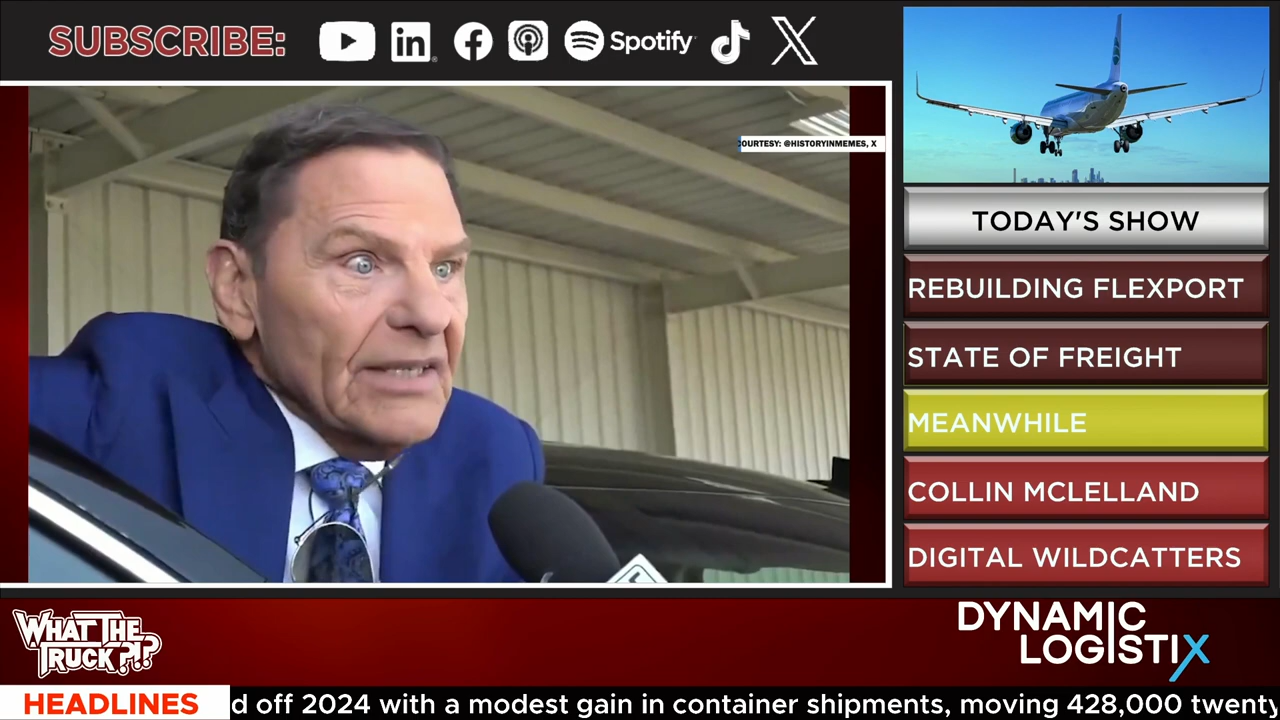 SUBSCRIBE:
in
Spotify
OURTESY: @HISTORYINMEMES, X
TODAY'S SHOW
REBUILDING FLEXPORT
STATE OF FREIGHT
MEANWHILE
COLLIN MCLELLAND
DIGITAL WILDCATTERS
WHAT THE
TRUCK?!?
DYNAMIC
LOGISTIX
HEADLINES
d off 2024 with a modest gain in container shipments, moving 428,000 twenty